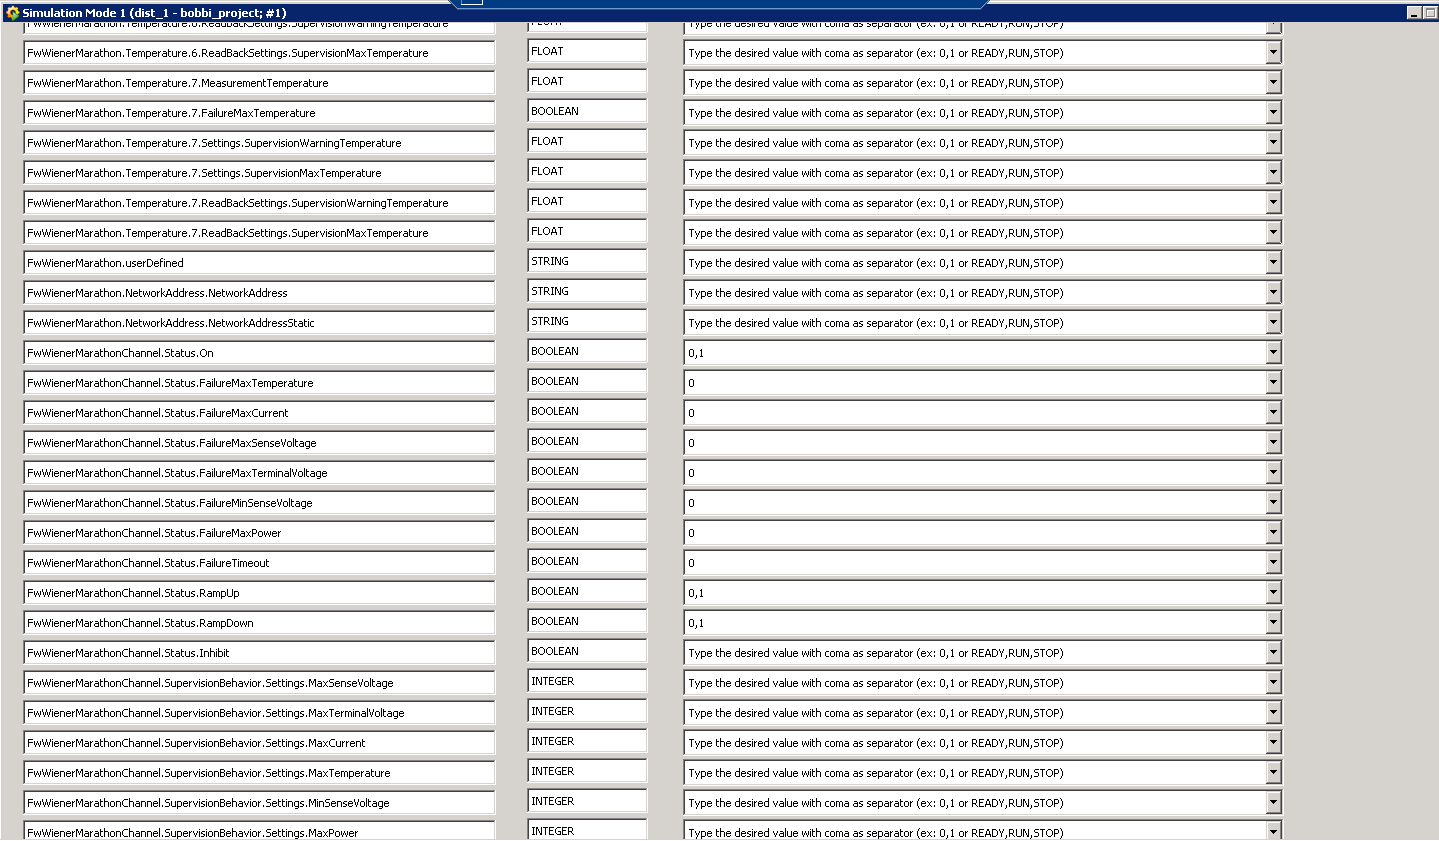 Simulation Mode 1 (dist_1 - bobbi_project; #1)
FwWienerMarathon.Temperature.6.ReadBackSettings.SupervisionWarningTemperature FLOAT Type the desired value with coma as separator (ex: 0,1 or READY,RUN,STOP)
FwWienerMarathon.Temperature.6.ReadBackSettings.SupervisionMaxTemperature FLOAT Type the desired value with coma as separator (ex: 0,1 or READY,RUN,STOP)
FwWienerMarathon.Temperature.7.MeasurementTemperature FLOAT Type the desired value with coma as separator (ex: 0,1 or READY,RUN,STOP)
FwWienerMarathon.Temperature.7.FailureMaxTemperature BOOLEAN Type the desired value with coma as separator (ex: 0,1 or READY,RUN,STOP)
FwWienerMarathon.Temperature.7.Settings.SupervisionWarningTemperature FLOAT Type the desired value with coma as separator (ex: 0,1 or READY,RUN,STOP)
FwWienerMarathon.Temperature.7.Settings.SupervisionMaxTemperature FLOAT Type the desired value with coma as separator (ex: 0,1 or READY,RUN,STOP)
FwWienerMarathon.Temperature.7.ReadBackSettings.SupervisionWarningTemperature FLOAT Type the desired value with coma as separator (ex: 0,1 or READY,RUN,STOP)
FwWienerMarathon.Temperature.7.ReadBackSettings.SupervisionMaxTemperature FLOAT Type the desired value with coma as separator (ex: 0,1 or READY,RUN,STOP)
FwWienerMarathon.userDefined STRING Type the desired value with coma as separator (ex: 0,1 or READY,RUN,STOP)
FwWienerMarathon.NetworkAddress.NetworkAddress STRING Type the desired value with coma as separator (ex: 0,1 or READY,RUN,STOP)
FwWienerMarathon.NetworkAddress.NetworkAddressStatic STRING Type the desired value with coma as separator (ex: 0,1 or READY,RUN,STOP)
FwWienerMarathonChannel.Status.On BOOLEAN 0,1
FwWienerMarathonChannel.Status.FailureMaxTemperature BOOLEAN 0
FwWienerMarathonChannel.Status.FailureMaxCurrent BOOLEAN 0
FwWienerMarathonChannel.Status.FailureMaxSenseVoltage BOOLEAN 0
FwWienerMarathonChannel.Status.FailureMaxTerminalVoltage BOOLEAN 0
FwWienerMarathonChannel.Status.FailureMinSenseVoltage BOOLEAN 0
FwWienerMarathonChannel.Status.FailureMaxPower BOOLEAN 0
FwWienerMarathonChannel.Status.FailureTimeout BOOLEAN 0
FwWienerMarathonChannel.Status.RampUp BOOLEAN 0,1
FwWienerMarathonChannel.Status.RampDown BOOLEAN 0,1
FwWienerMarathonChannel.Status.Inhibit BOOLEAN Type the desired value with coma as separator (ex: 0,1 or READY,RUN,STOP)
FwWienerMarathonChannel.SupervisionBehavior.Settings.MaxSenseVoltage INTEGER Type the desired value with coma as separator (ex: 0,1 or READY,RUN,STOP)
FwWienerMarathonChannel.SupervisionBehavior.Settings.MaxTerminalVoltage INTEGER Type the desired value with coma as separator (ex: 0,1 or READY,RUN,STOP)
FwWienerMarathonChannel.SupervisionBehavior.Settings.MaxCurrent INTEGER Type the desired value with coma as separator (ex: 0,1 or READY,RUN,STOP)
FwWienerMarathonChannel.SupervisionBehavior.Settings.MaxTemperature INTEGER Type the desired value with coma as separator (ex: 0,1 or READY,RUN,STOP)
FwWienerMarathonChannel.SupervisionBehavior.Settings.MinSenseVoltage INTEGER Type the desired value with coma as separator (ex: 0,1 or READY,RUN,STOP)
FwWienerMarathonChannel.SupervisionBehavior.Settings.MaxPower INTEGER Type the desired value with coma as separator (ex: 0,1 or READY,RUN,STOP)